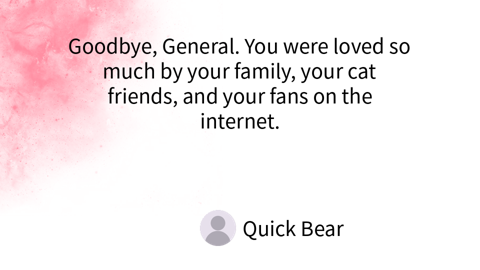 Goodbye, General. You were loved so
much by your family, your cat
friends, and your fans on the
internet.
Quick Bear